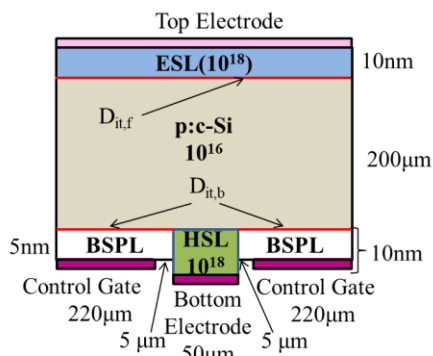 Top Electrode
ESL(10¹⁸)
10nm
D_it,f
p:c-Si
10¹⁶
200μm
D_it,b
5nm
BSPL
HSL
10¹⁸
BSPL
10nm
Control Gate
220μm
Bottom
Electrode
50μm
Control Gate
220μm
5 μm
5 μm